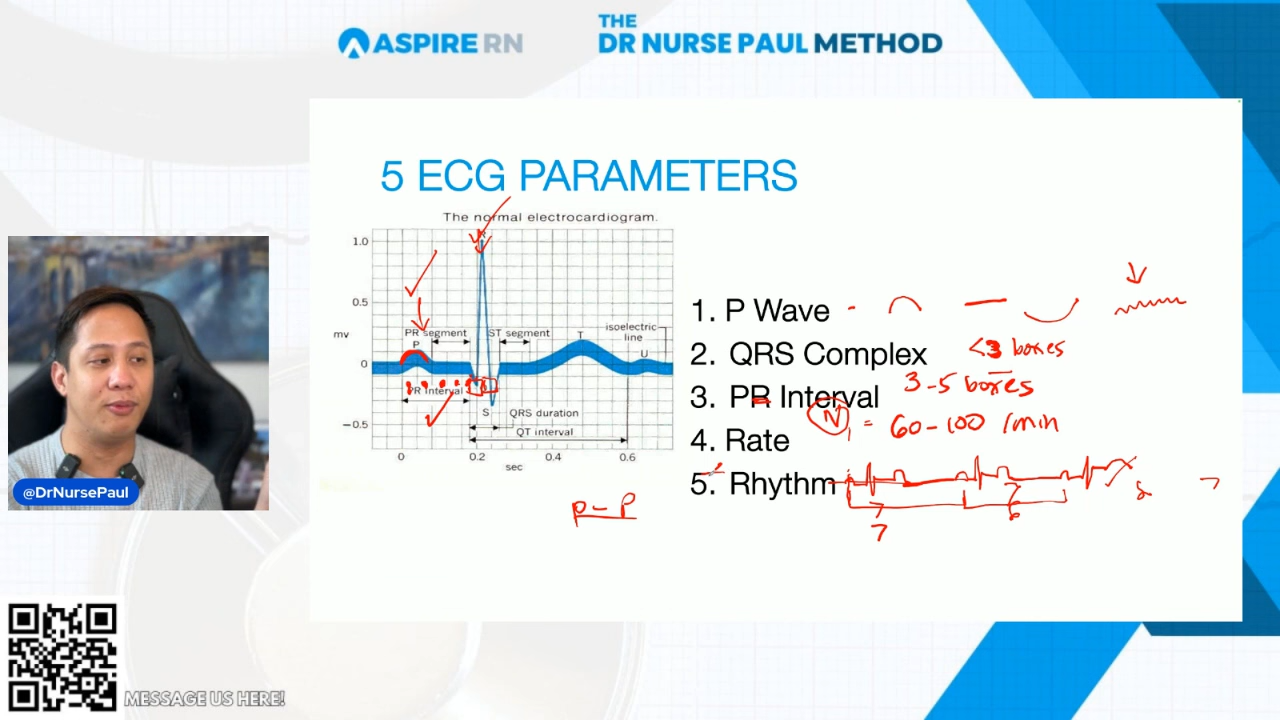 ASPIRE RN
THE
DR NURSE PAUL METHOD
5 ECG PARAMETERS
The normal electrocardiogram.
1.0
0.5
mv
0
−0.5
PR segment
P
ST segment
T
isoelectric
line
U
PR Interval
S
QRS duration
QT interval
0
0.2
0.4
0.6
sec
1. P Wave
2. QRS Complex
<3 boxes
3. PR Interval
3-5 boxes
4. Rate
N = 60-100 /min
5. Rhythm
7
7
6
P-P
@DrNursePaul
MESSAGE US HERE!